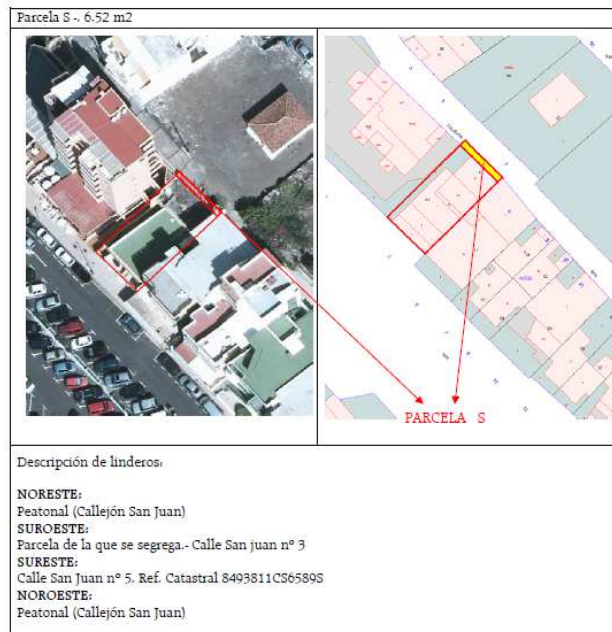 Parcela S -. 6.52 m2
PARCELA S
Descripción de linderos:
NORESTE:
Peatonal (Callejón San Juan)
SUROESTE:
Parcela de la que se segrega.- Calle San juan nº 3
SURESTE:
Calle San Juan nº 5. Ref. Catastral 8493811CS6589S
NOROESTE:
Peatonal (Callejón San Juan)